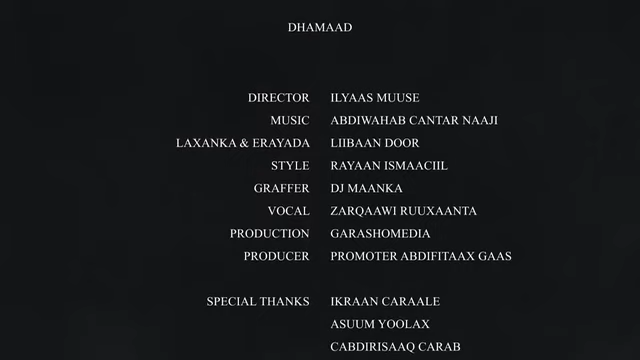 DHAMAAD
DIRECTOR ILYAAS MUUSE
MUSIC ABDIWAHAB CANTAR NAAJI
LAXANKA & ERAYADA LIIBAAN DOOR
STYLE RAYAAN ISMAACIIL
GRAFFER DJ MAANKA
VOCAL ZARQAAWI RUUXAANTA
PRODUCTION GARASHOMEDIA
PRODUCER PROMOTER ABDIFITAAX GAAS
SPECIAL THANKS IKRAAN CARAALE
ASUUM YOOLAX
CABDIRISAAQ CARAB